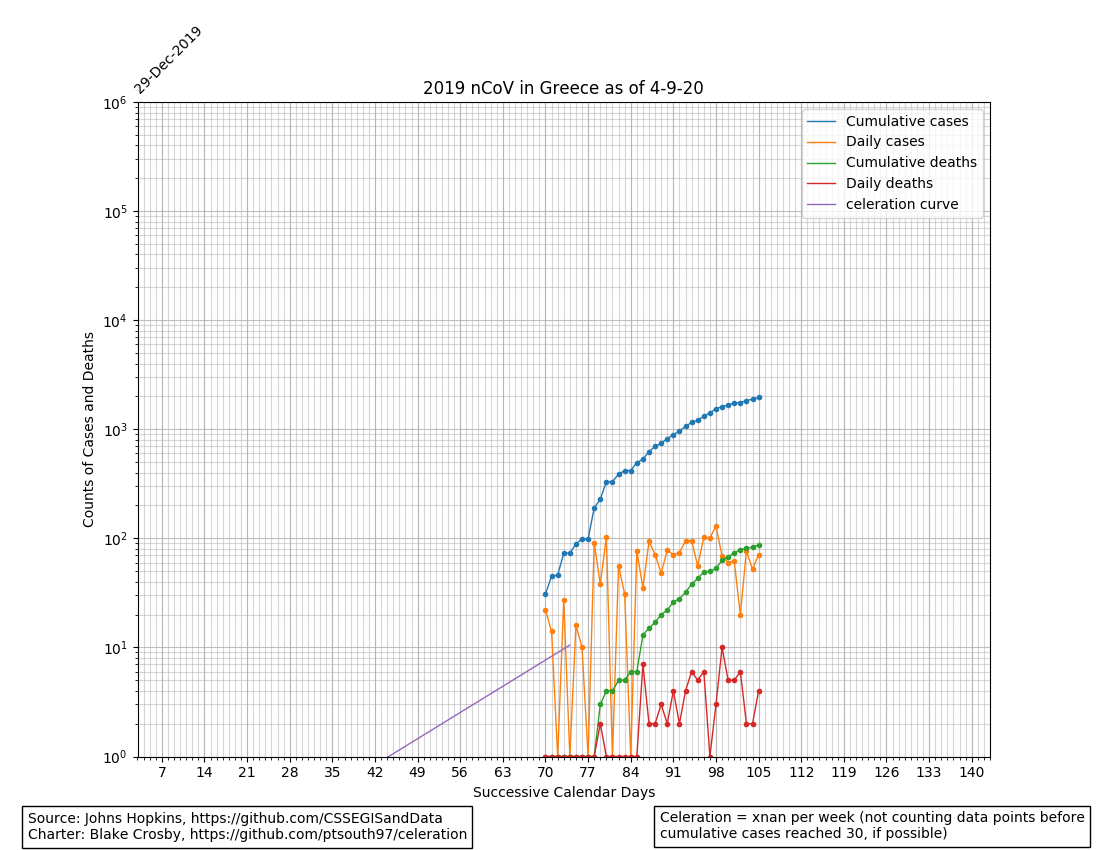 29-Dec-2019
2019 nCoV in Greece as of 4-9-20
Cumulative cases
Daily cases
Cumulative deaths
Daily deaths
celeration curve
10^6
10^5
10^4
10^3
10^2
10^1
10^0
Counts of Cases and Deaths
7 14 21 28 35 42 49 56 63 70 77 84 91 98 105 112 119 126 133 140
Successive Calendar Days
Source: Johns Hopkins, https://github.com/CSSEGISandData
Charter: Blake Crosby, https://github.com/ptsouth97/celeration
Celeration = xnan per week (not counting data points before
cumulative cases reached 30, if possible)